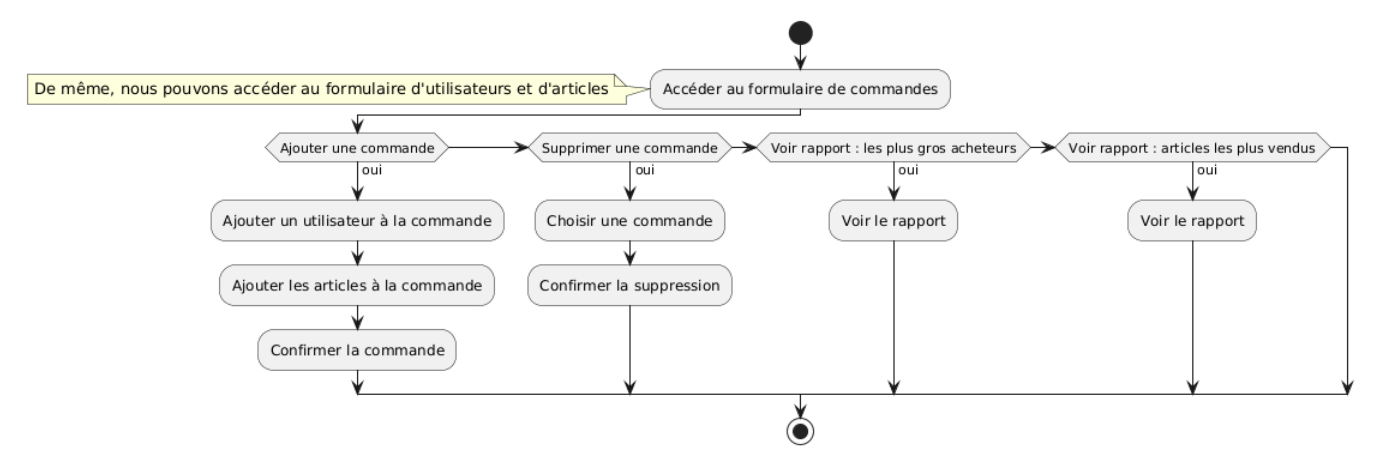 De même, nous pouvons accéder au formulaire d'utilisateurs et d'articles
Accéder au formulaire de commandes
Ajouter une commande
Supprimer une commande
Voir rapport : les plus gros acheteurs
Voir rapport : articles les plus vendus
oui
oui
oui
oui
Ajouter un utilisateur à la commande
Choisir une commande
Voir le rapport
Voir le rapport
Ajouter les articles à la commande
Confirmer la suppression
Confirmer la commande